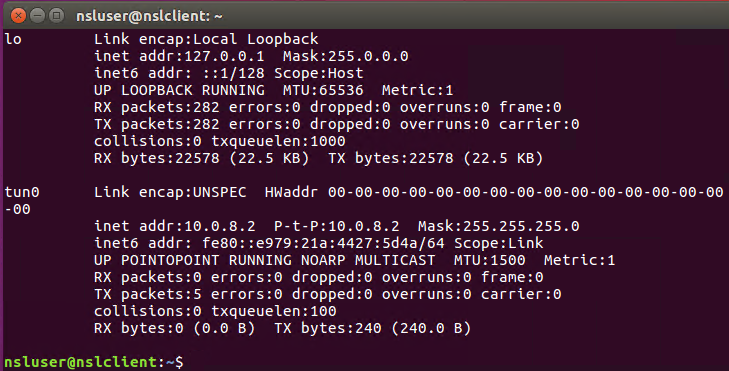 nsluser@nslclient: ~
lo        Link encap:Local Loopback
          inet addr:127.0.0.1  Mask:255.0.0.0
          inet6 addr: ::1/128 Scope:Host
          UP LOOPBACK RUNNING  MTU:65536  Metric:1
          RX packets:282 errors:0 dropped:0 overruns:0 frame:0
          TX packets:282 errors:0 dropped:0 overruns:0 carrier:0
          collisions:0 txqueuelen:1000
          RX bytes:22578 (22.5 KB)  TX bytes:22578 (22.5 KB)

tun0      Link encap:UNSPEC  HWaddr 00-00-00-00-00-00-00-00-00-00-00-00-00-00-00
-00
          inet addr:10.0.8.2  P-t-P:10.0.8.2  Mask:255.255.255.0
          inet6 addr: fe80::e979:21a:4427:5d4a/64 Scope:Link
          UP POINTOPOINT RUNNING NOARP MULTICAST  MTU:1500  Metric:1
          RX packets:0 errors:0 dropped:0 overruns:0 frame:0
          TX packets:5 errors:0 dropped:0 overruns:0 carrier:0
          collisions:0 txqueuelen:100
          RX bytes:0 (0.0 B)  TX bytes:240 (240.0 B)

nsluser@nslclient:~$